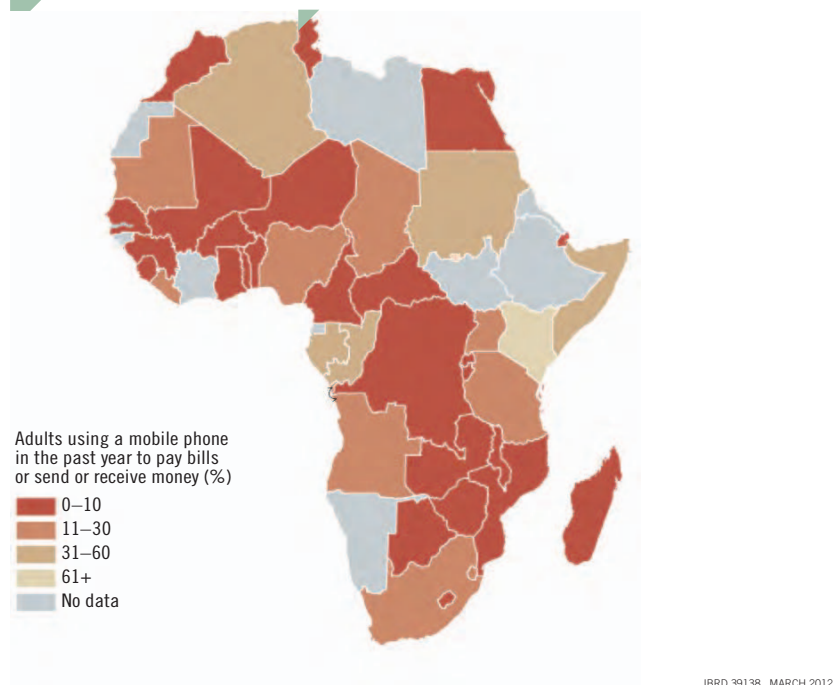 Adults using a mobile phone
in the past year to pay bills
or send or receive money (%)
0–10
11–30
31–60
61+
No data
IBRD 39138 MARCH 2012